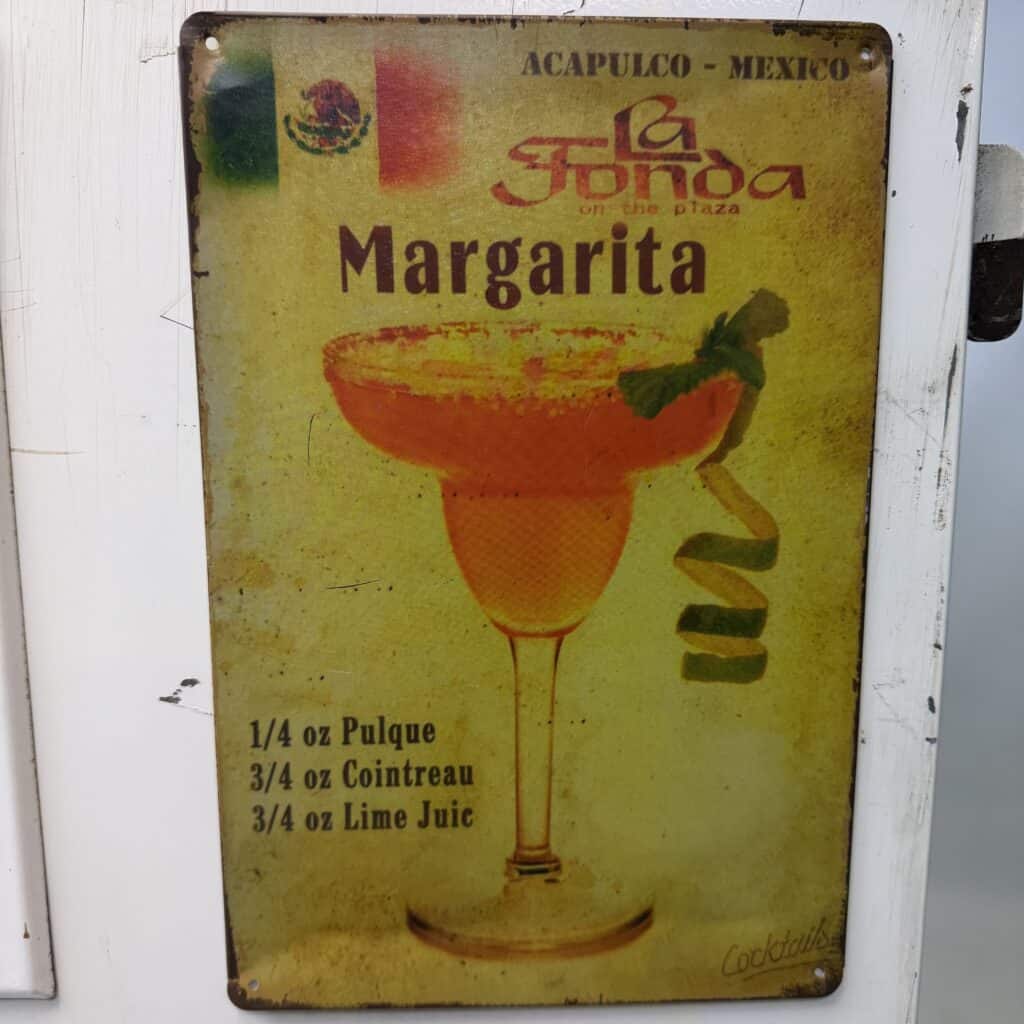 ACAPULCO - MEXICO
La
Fonda
on the plaza
Margarita
1/4 oz Pulque
3/4 oz Cointreau
3/4 oz Lime Juic
Cocktails